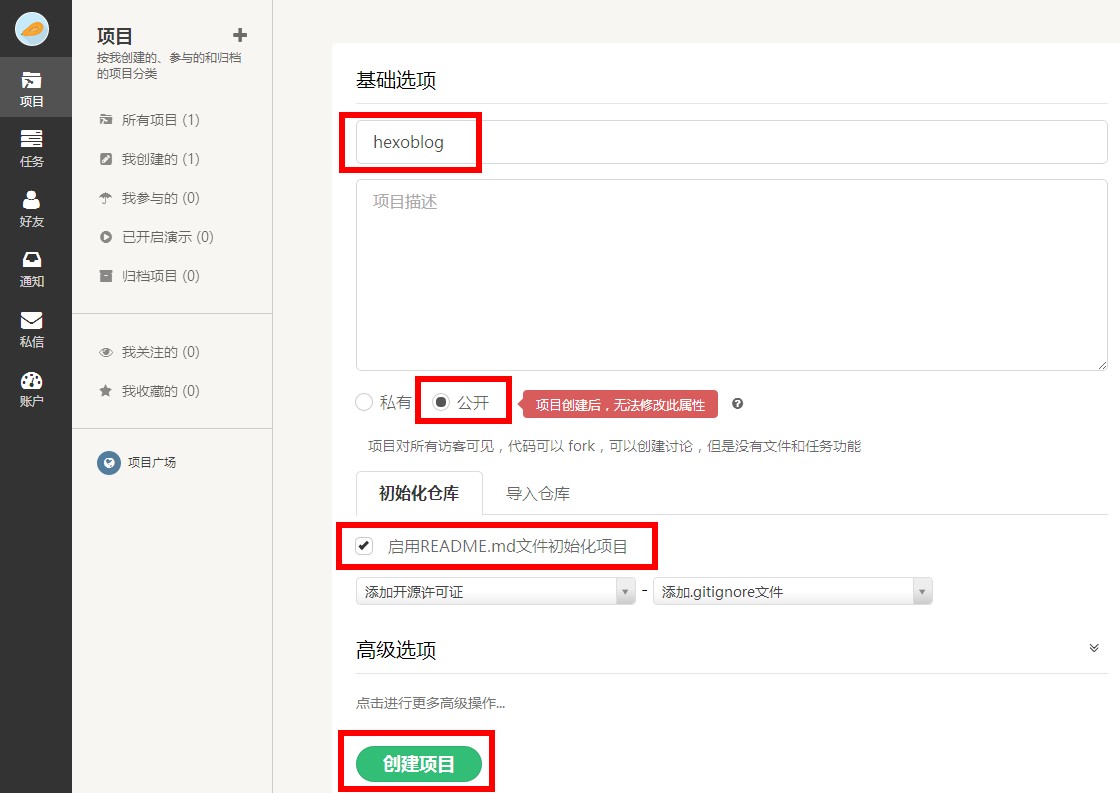 项目
任务
好友
通知
私信
账户
项目
按我创建的、参与的和归档
的项目分类
所有项目 (1)
我创建的 (1)
我参与的 (0)
已开启演示 (0)
归档项目 (0)
我关注的 (0)
我收藏的 (0)
项目广场
基础选项
hexoblog
项目描述
私有 公开 项目创建后，无法修改此属性
项目对所有访客可见，代码可以 fork，可以创建讨论，但是没有文件和任务功能
初始化仓库 导入仓库
启用README.md文件初始化项目
添加开源许可证 - 添加.gitignore文件
高级选项
点击进行更多高级操作...
创建项目